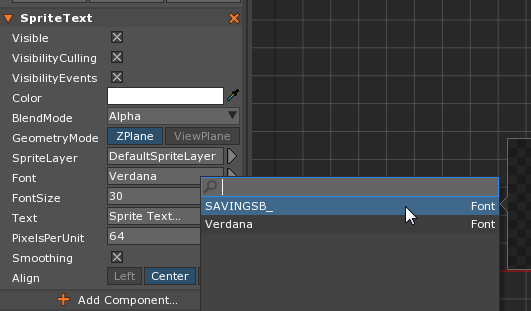 SpriteText
Visible
VisibilityCulling
VisibilityEvents
Color
BlendMode Alpha
GeometryMode ZPlane ViewPlane
SpriteLayer DefaultSpriteLayer
Font Verdana
FontSize 30
SAVINGSB_ Font
Text Sprite Text...
Verdana Font
PixelsPerUnit 64
Smoothing
Align Left Center
Add Component...